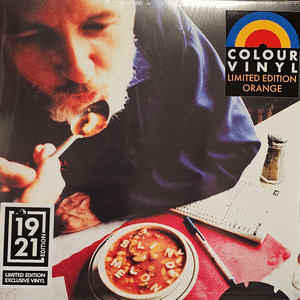 COLOUR
VINYL
LIMITED EDITION
ORANGE
19
21
EDITION
LIMITED EDITION
EXCLUSIVE VINYL